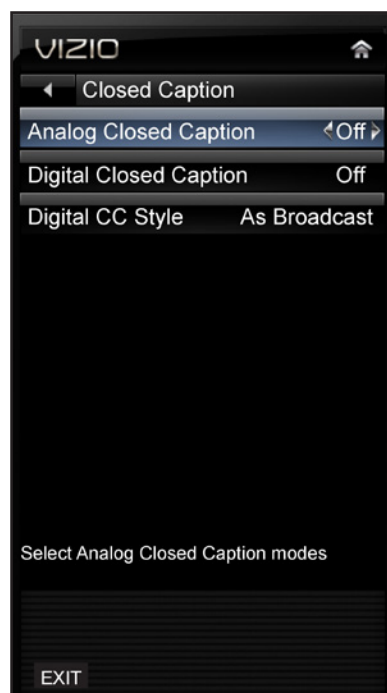 VIZIO
Closed Caption
Analog Closed Caption Off
Digital Closed Caption Off
Digital CC Style As Broadcast
Select Analog Closed Caption modes
EXIT